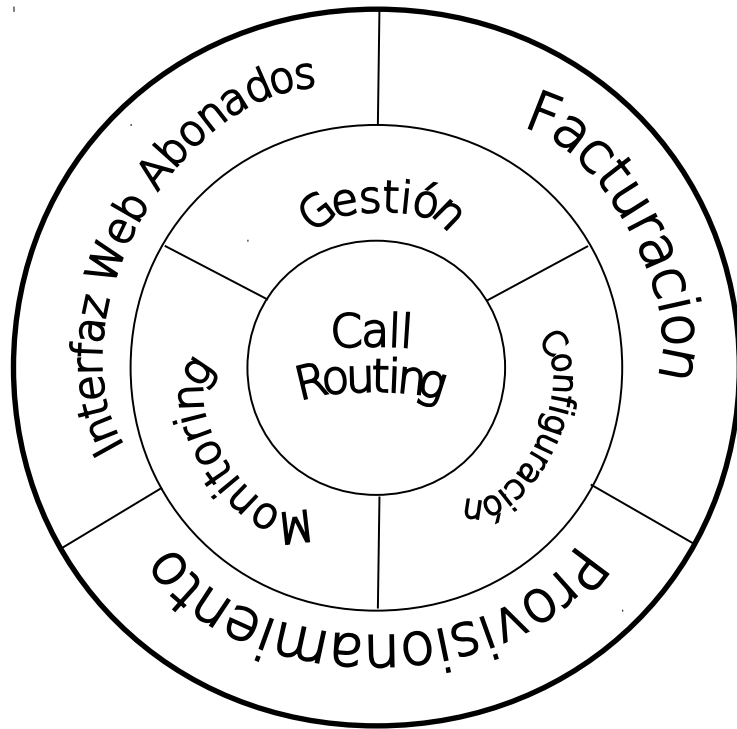 Interfaz Web Abonados
Facturacion
Gestión
Call
Routing
Monitoring
Configuración
Provisionamiento